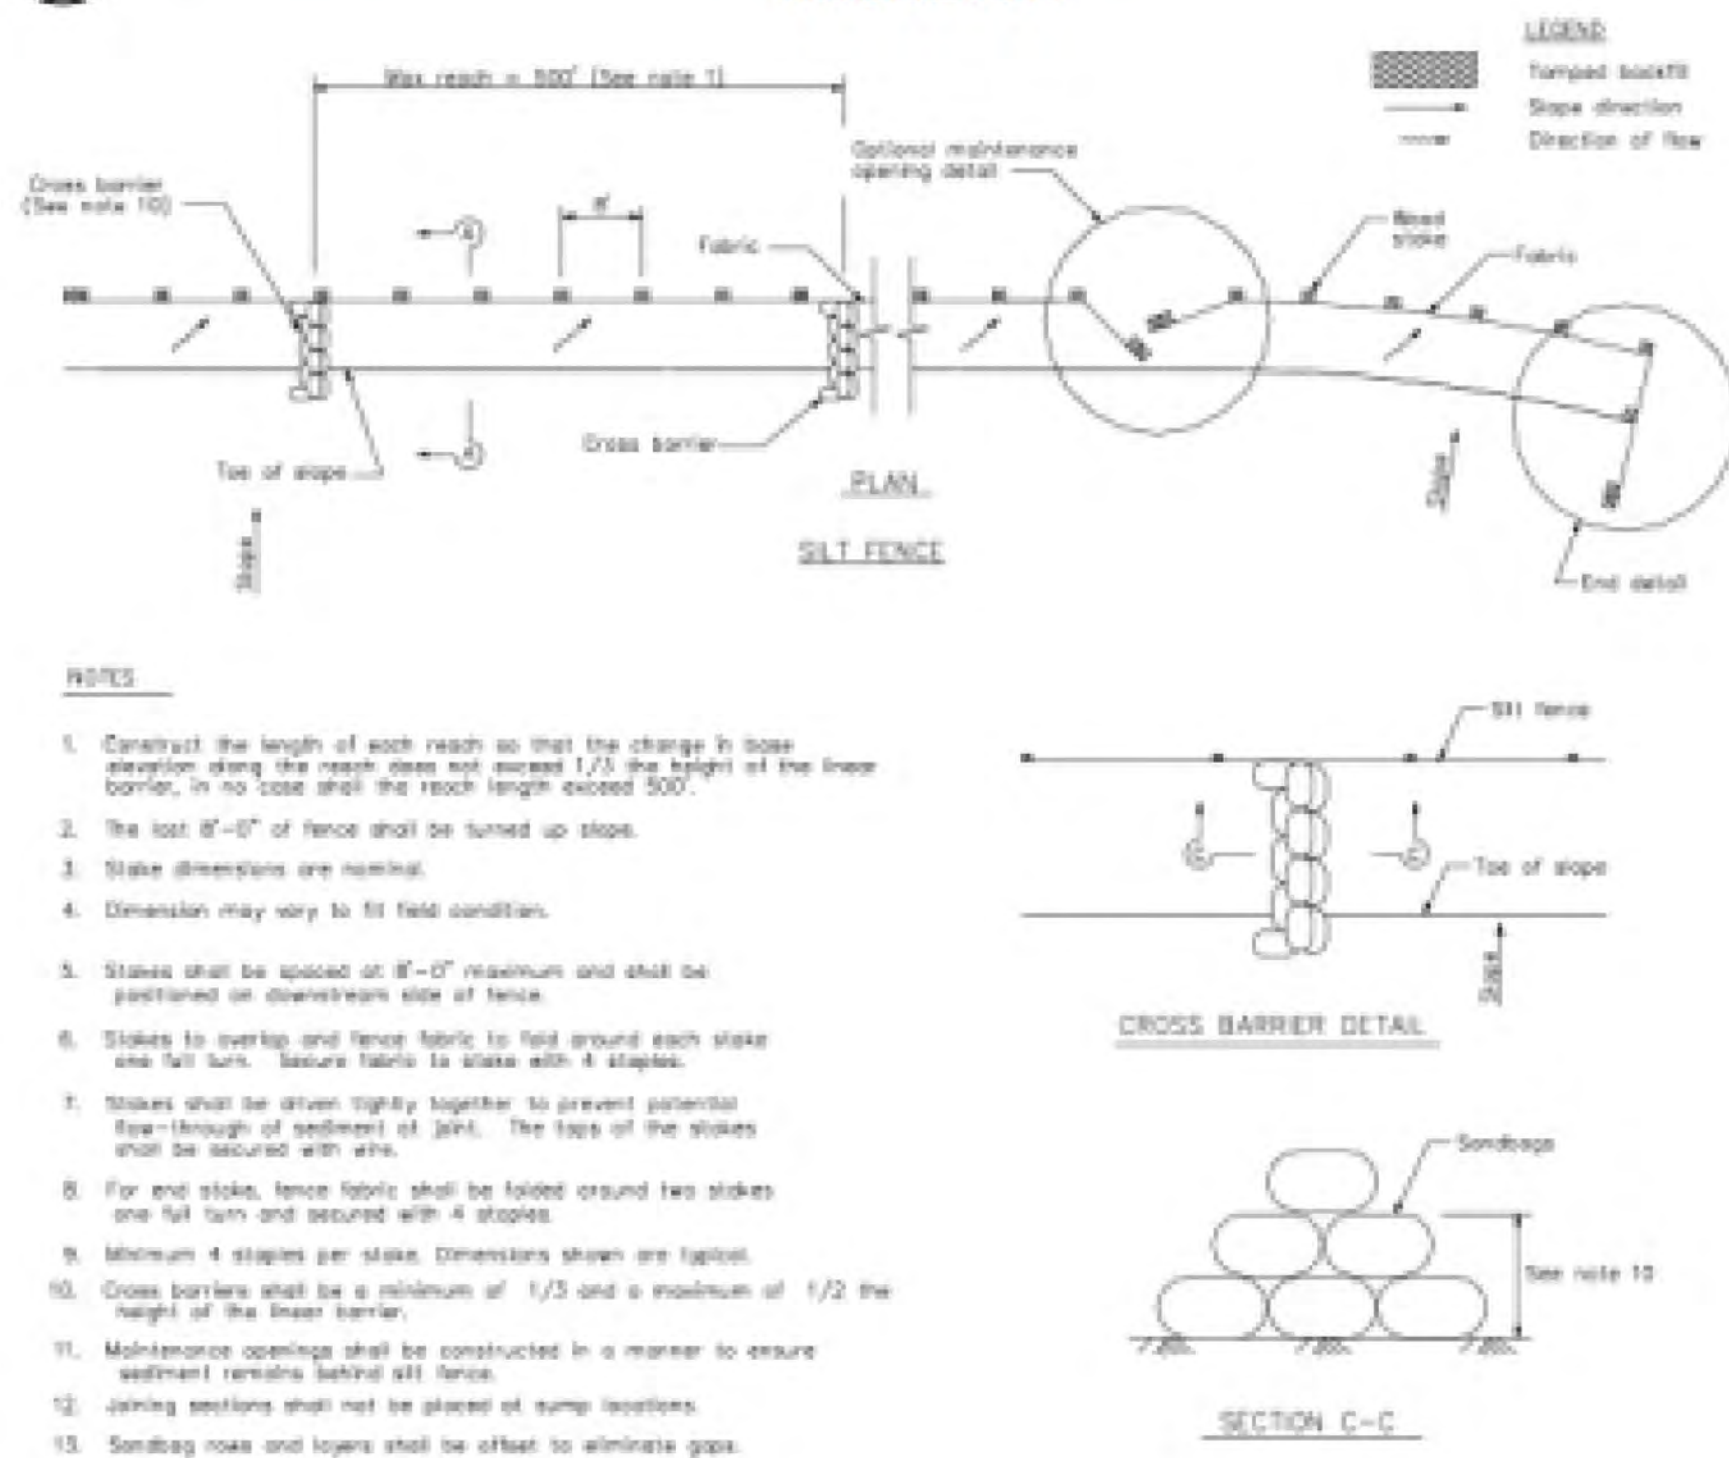 LEGEND
Tamped backfill
Slope direction
Direction of flow
Max reach = 500' (See note 1)
Optional maintenance
opening detail
Cross barrier
(See note 10)
8'
Fabric
Wood
stake
Fabric
Cross barrier
Toe of slope
PLAN
Slope
Slope
SILT FENCE
End detail
NOTES
1. Construct the length of each reach so that the change in base
elevation along the reach does not exceed 1/3 the height of the linear
barrier, in no case shall the reach length exceed 500'.
2. The last 8'-0" of fence shall be turned up slope.
3. Stake dimensions are nominal.
4. Dimension may vary to fit field condition.
5. Stakes shall be spaced at 8'-0" maximum and shall be
positioned on downstream side of fence.
6. Stakes to overlap and fence fabric to fold around each stake
one full turn. Secure fabric to stake with 4 staples.
7. Stakes shall be driven tightly together to prevent potential
flow-through of sediment at joint. The tops of the stakes
shall be secured with wire.
8. For end stake, fence fabric shall be folded around two stakes
one full turn and secured with 4 staples.
9. Minimum 4 staples per stake. Dimensions shown are typical.
10. Cross barriers shall be a minimum of 1/3 and a maximum of 1/2 the
height of the linear barrier.
11. Maintenance openings shall be constructed in a manner to ensure
sediment remains behind silt fence.
12. Joining sections shall not be placed at sump locations.
13. Sandbag rows and layers shall be offset to eliminate gaps.
Silt fence
C
C
Toe of slope
Slope
CROSS BARRIER DETAIL
Sandbags
See note 10
SECTION C-C